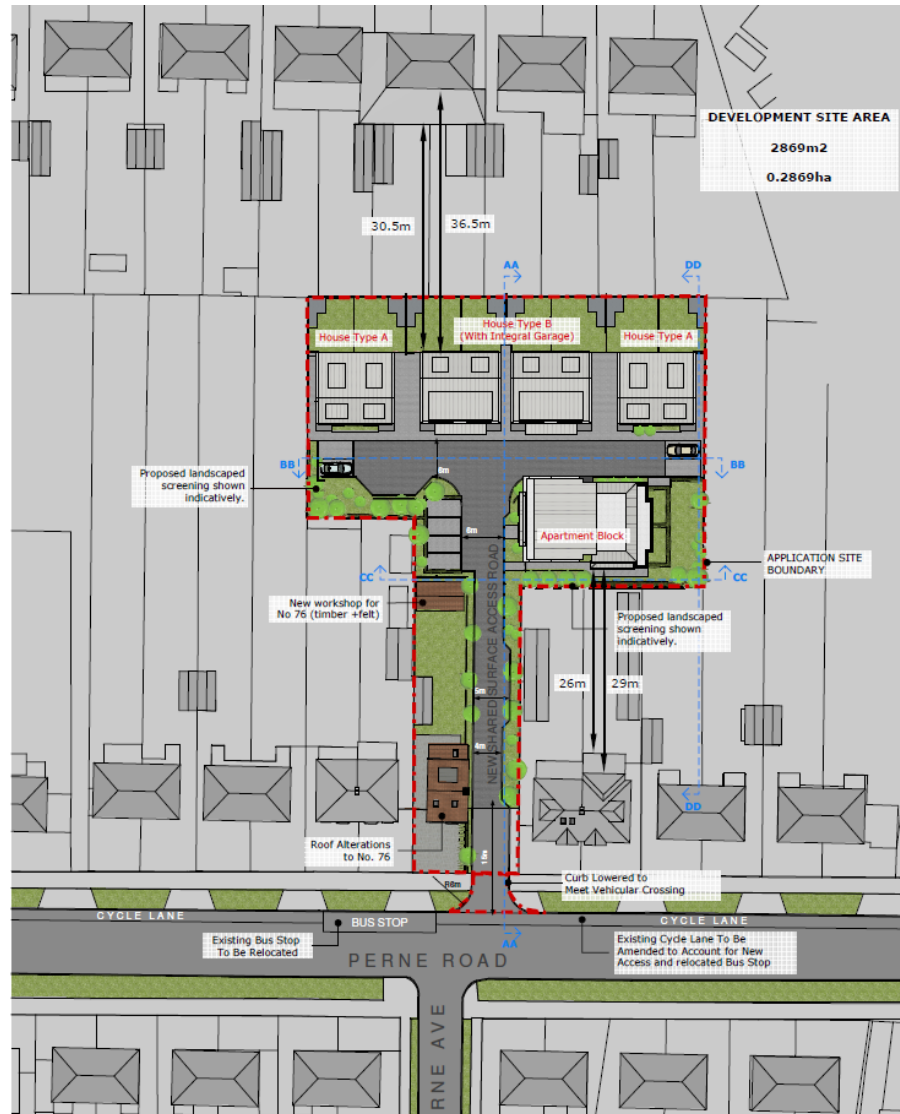 DEVELOPMENT SITE AREA
2869m2
0.2869ha
30.5m
36.5m
AA
DD
House Type A
House Type B
(With Integral Garage)
House Type A
BB
BB
Proposed landscaped
screening shown
indicatively.
6m
6m
Apartment Block
APPLICATION SITE
BOUNDARY
CC
CC
New workshop for
No 76 (timber +felt)
Proposed landscaped
screening shown
indicatively.
NEW SHARED SURFACE ACCESS ROAD
26m
29m
5m
DD
Roof Alterations
to No. 76
Curb Lowered to
Meet Vehicular Crossing
R6m
CYCLE LANE
BUS STOP
CYCLE LANE
Existing Bus Stop
To Be Relocated
AA
Existing Cycle Lane To Be
Amended to Account for New
Access and relocated Bus Stop
PERNE ROAD
RNE AVE